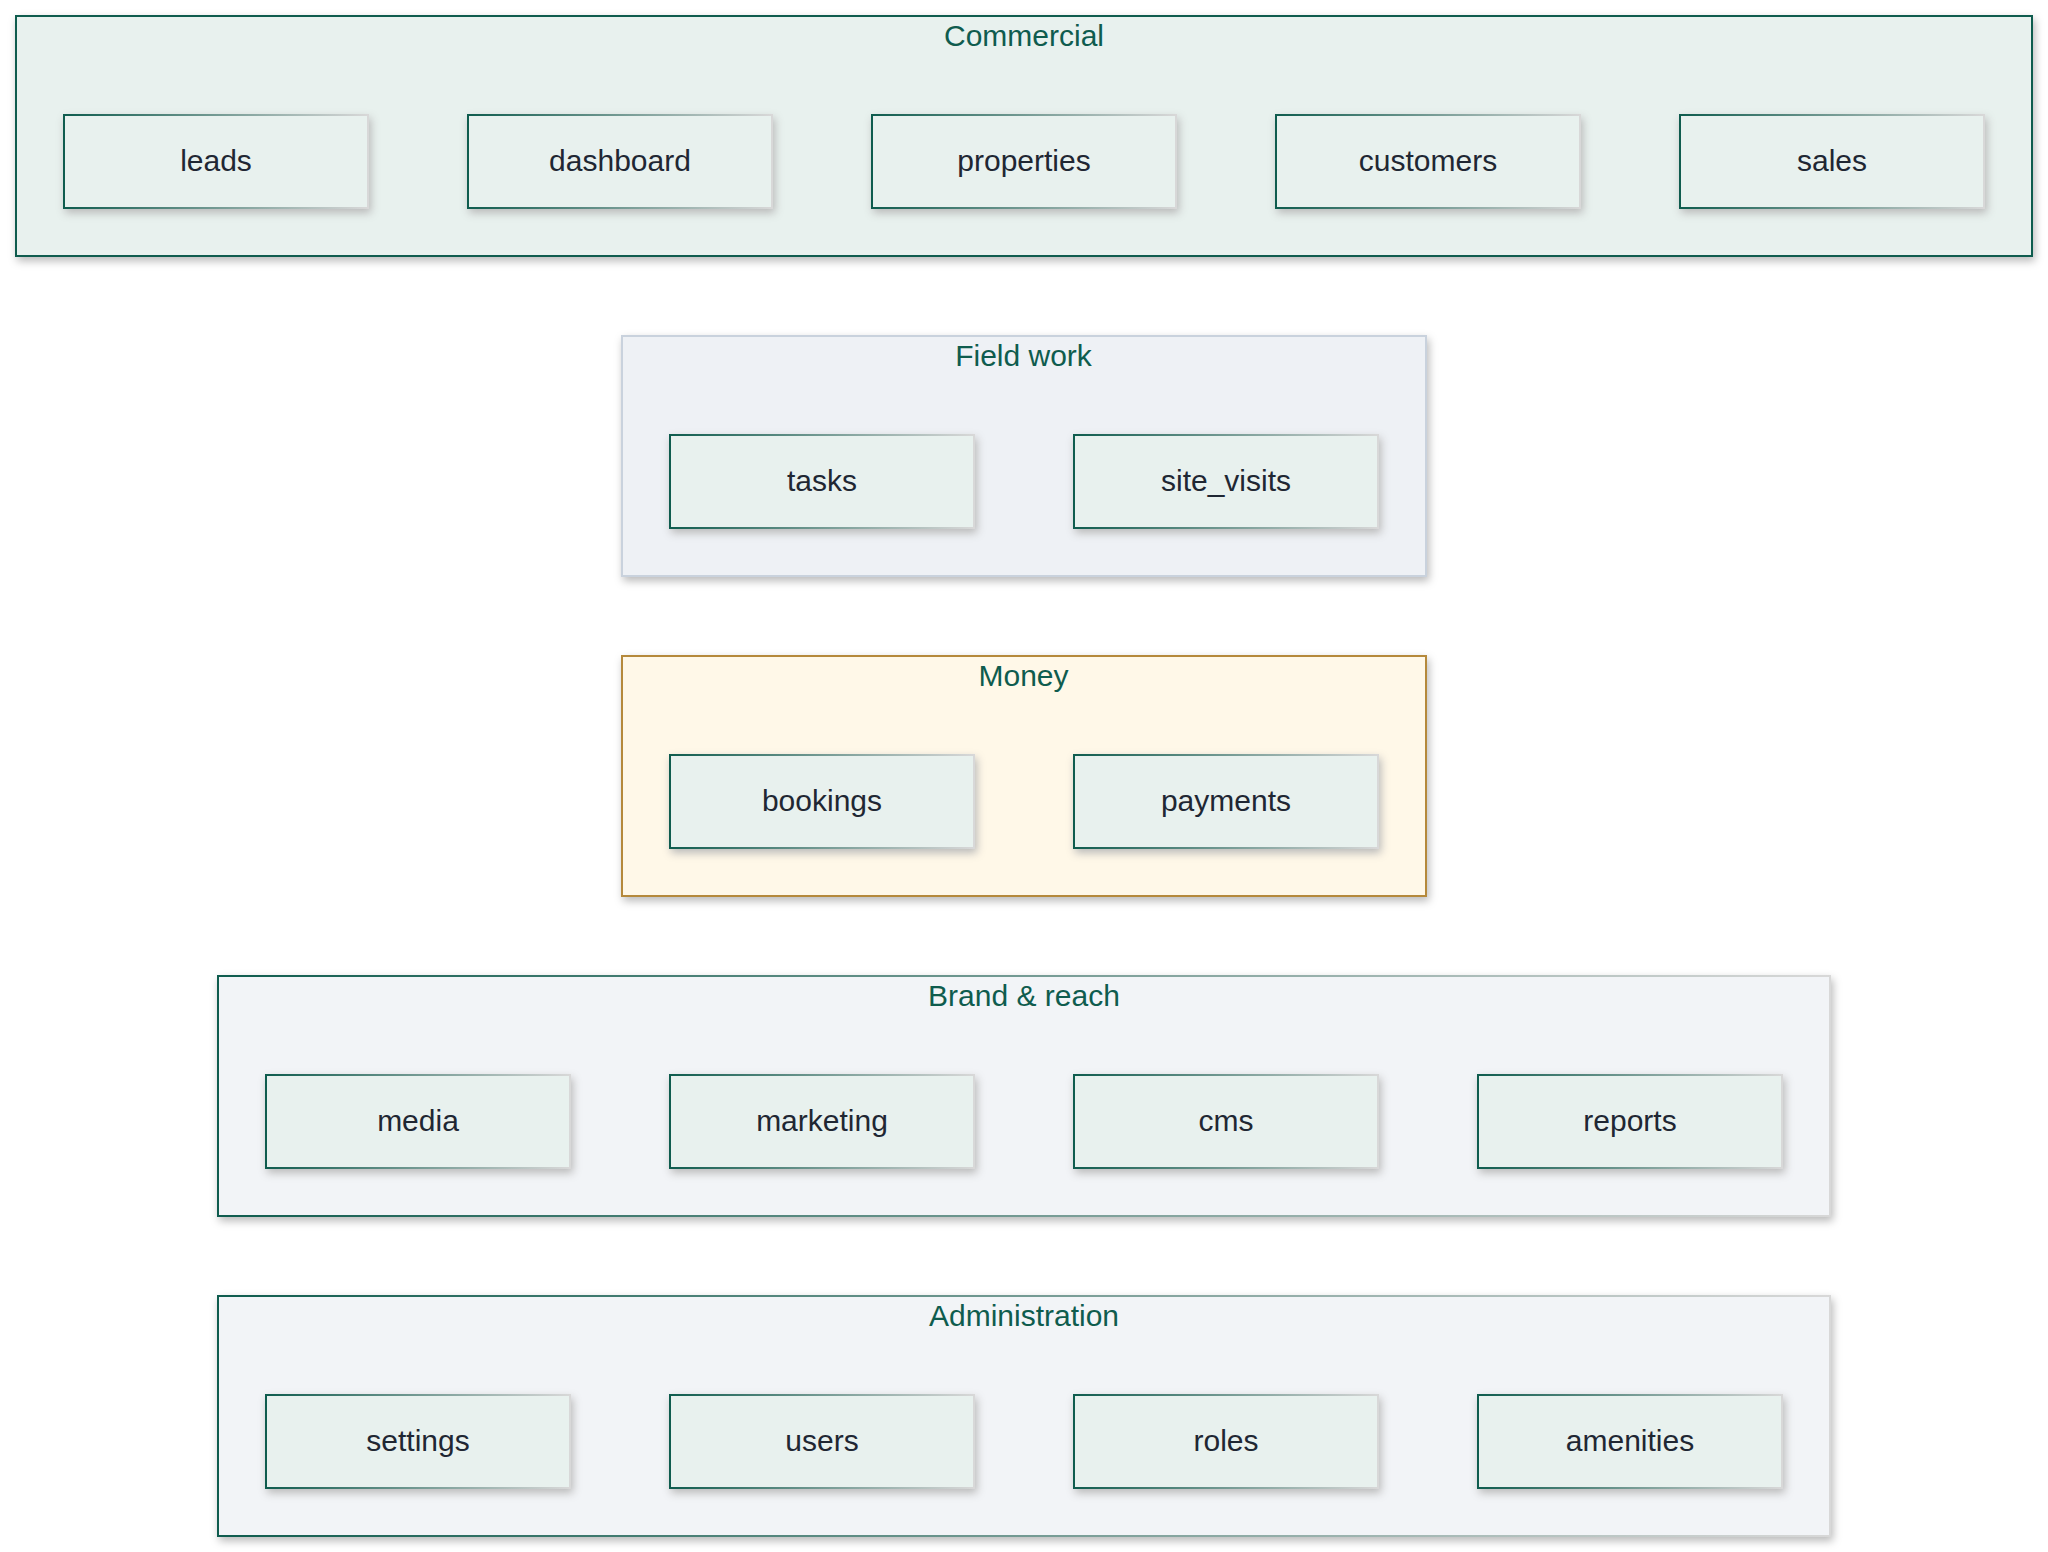 Commercial
leads
dashboard
properties
customers
sales
Field work
tasks
site_visits
Money
bookings
payments
Brand & reach
media
marketing
cms
reports
Administration
settings
users
roles
amenities